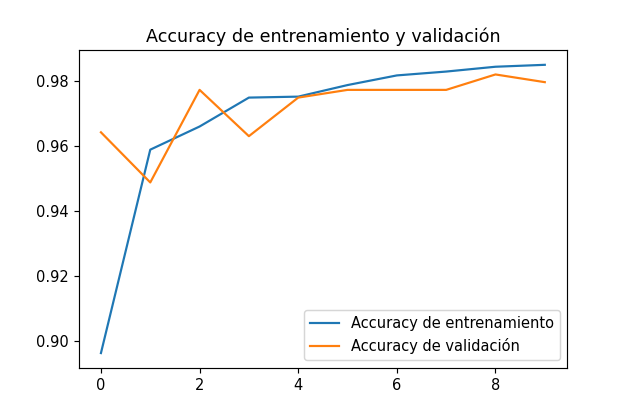 Accuracy de entrenamiento y validación
0.98
0.96
0.94
0.92
0.90
Accuracy de entrenamiento
Accuracy de validación
0 2 4 6 8